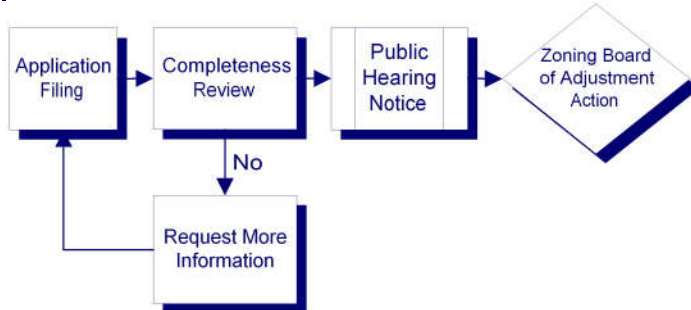 Application
Filing
Completeness
Review
Public
Hearing
Notice
Zoning Board
of Adjustment
Action
No
Request More
Information